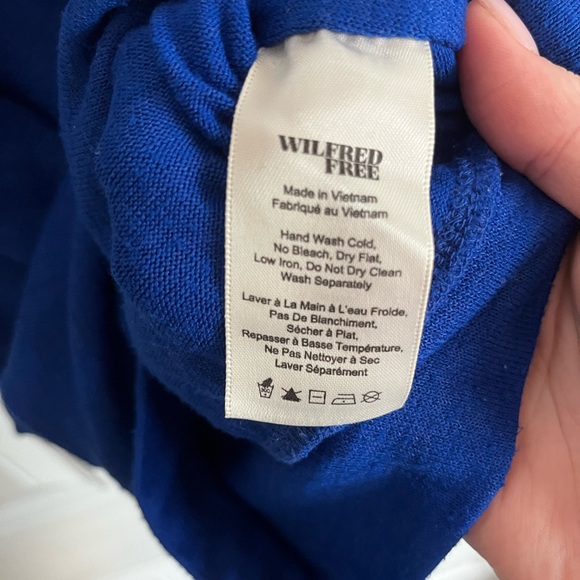 WILFRED
FREE
Made in Vietnam
Fabriqué au Vietnam
Hand Wash Cold,
No Bleach, Dry Flat,
Low Iron, Do Not Dry Clean
Wash Separately
Laver à La Main à L'eau Froide,
Pas De Blanchiment,
Sécher à Plat,
Repasser à Basse Température,
Ne Pas Nettoyer à Sec
Laver Séparément